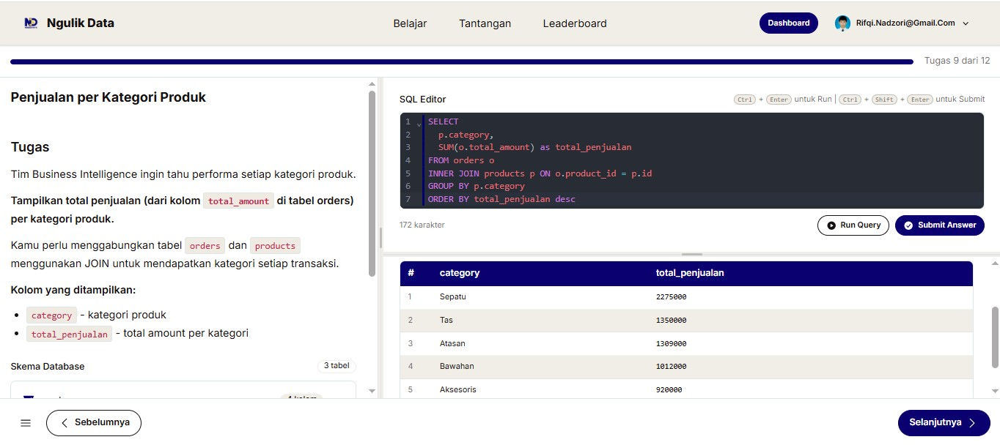 Ngulik Data
Belajar
Tantangan
Leaderboard
Dashboard
Rifqi.Nadzori@Gmail.Com
Tugas 9 dari 12
Penjualan per Kategori Produk
Tugas
Tim Business Intelligence ingin tahu performa setiap kategori produk.
Tampilkan total penjualan (dari kolom total_amount di tabel orders)
per kategori produk.
Kamu perlu menggabungkan tabel orders dan products
menggunakan JOIN untuk mendapatkan kategori setiap transaksi.
Kolom yang ditampilkan:
• category - kategori produk
• total_penjualan - total amount per kategori
Skema Database
3 tabel
SQL Editor
Ctrl + Enter untuk Run | Ctrl + Shift + Enter untuk Submit
1 SELECT
2 p.category,
3 SUM(o.total_amount) as total_penjualan
4 FROM orders o
5 INNER JOIN products p ON o.product_id = p.id
6 GROUP BY p.category
7 ORDER BY total_penjualan desc
172 karakter
Run Query
Submit Answer
# category total_penjualan
1 Sepatu 2275000
2 Tas 1350000
3 Atasan 1309000
4 Bawahan 1012000
5 Aksesoris 920000
Sebelumnya
Selanjutnya